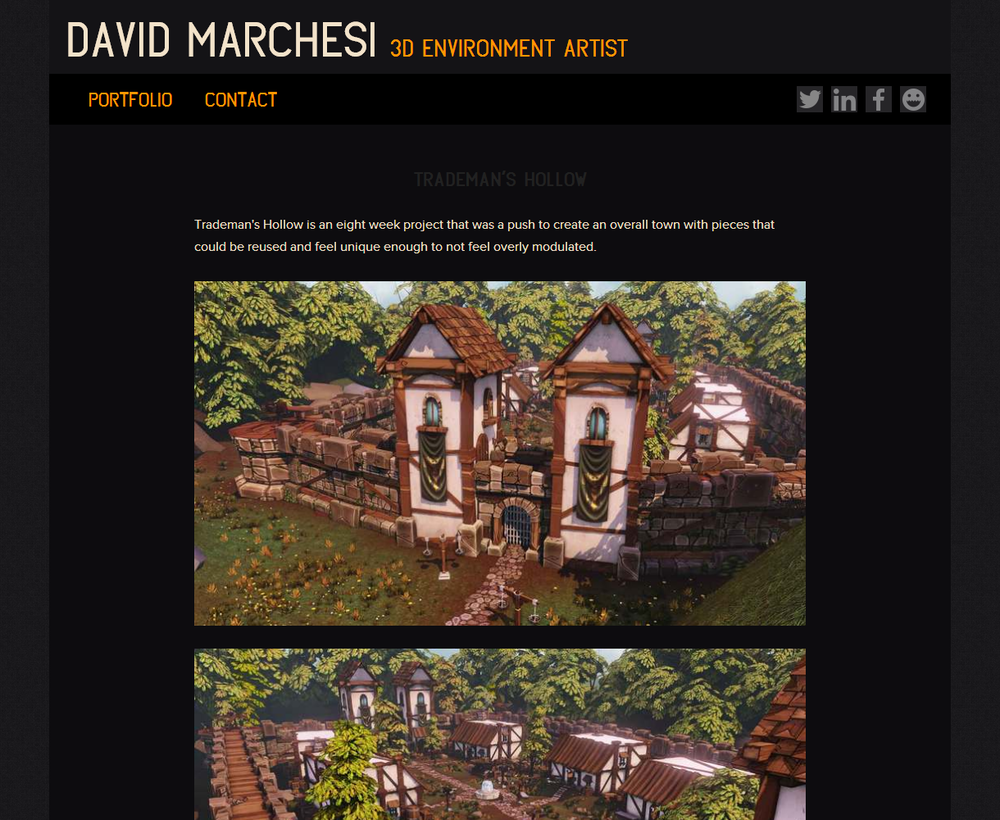 DAVID MARCHESI 3D ENVIRONMENT ARTIST
PORTFOLIO CONTACT
TRADEMAN'S HOLLOW
Trademan's Hollow is an eight week project that was a push to create an overall town with pieces that
could be reused and feel unique enough to not feel overly modulated.